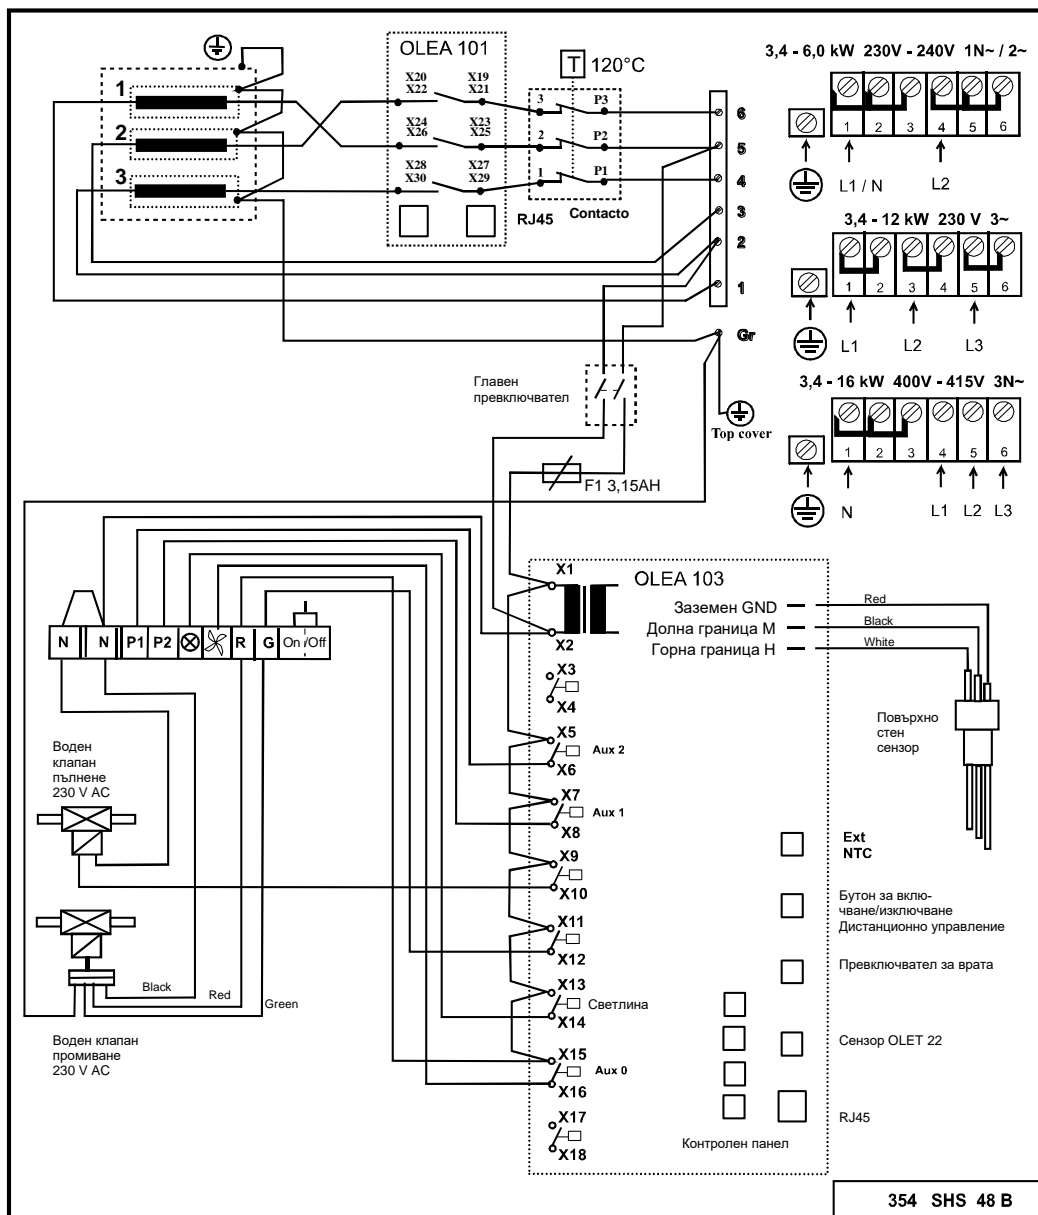 OLEA 101
T 120°C
1
2
3
X20
X22
X19
X21
X24
X26
X23
X25
X28
X30
X27
X29
3
2
1
P3
P2
P1
RJ45
Contacto
6
5
4
3
2
1
Gr
Top cover
3,4 - 6,0 kW 230V - 240V 1N~ / 2~
1 2 3 4 5 6
L1 / N L2
3,4 - 12 kW 230 V 3~
1 2 3 4 5 6
L1 L2 L3
3,4 - 16 kW 400V - 415V 3N~
1 2 3 4 5 6
N L1 L2 L3
Главен
превключвател
F1 3,15AH
N N P1 P2 R G On /Off
Воден
клапан
пълнене
230 V AC
Black
Red
Green
Воден клапан
промиване
230 V AC
OLEA 103
X1
X2
X3
X4
X5
Aux 2
X6
X7
Aux 1
X8
X9
X10
X11
X12
X13
Светлина
X14
X15
Aux 0
X16
X17
X18
Заземен GND
Долна граница M
Горна граница H
Red
Black
White
Повърхно
стен
сензор
Ext
NTC
Бутон за вклю-
чване/изключване
Дистанционно управление
Превключвател за врата
Сензор OLET 22
RJ45
Контролен панел
354 SHS 48 B